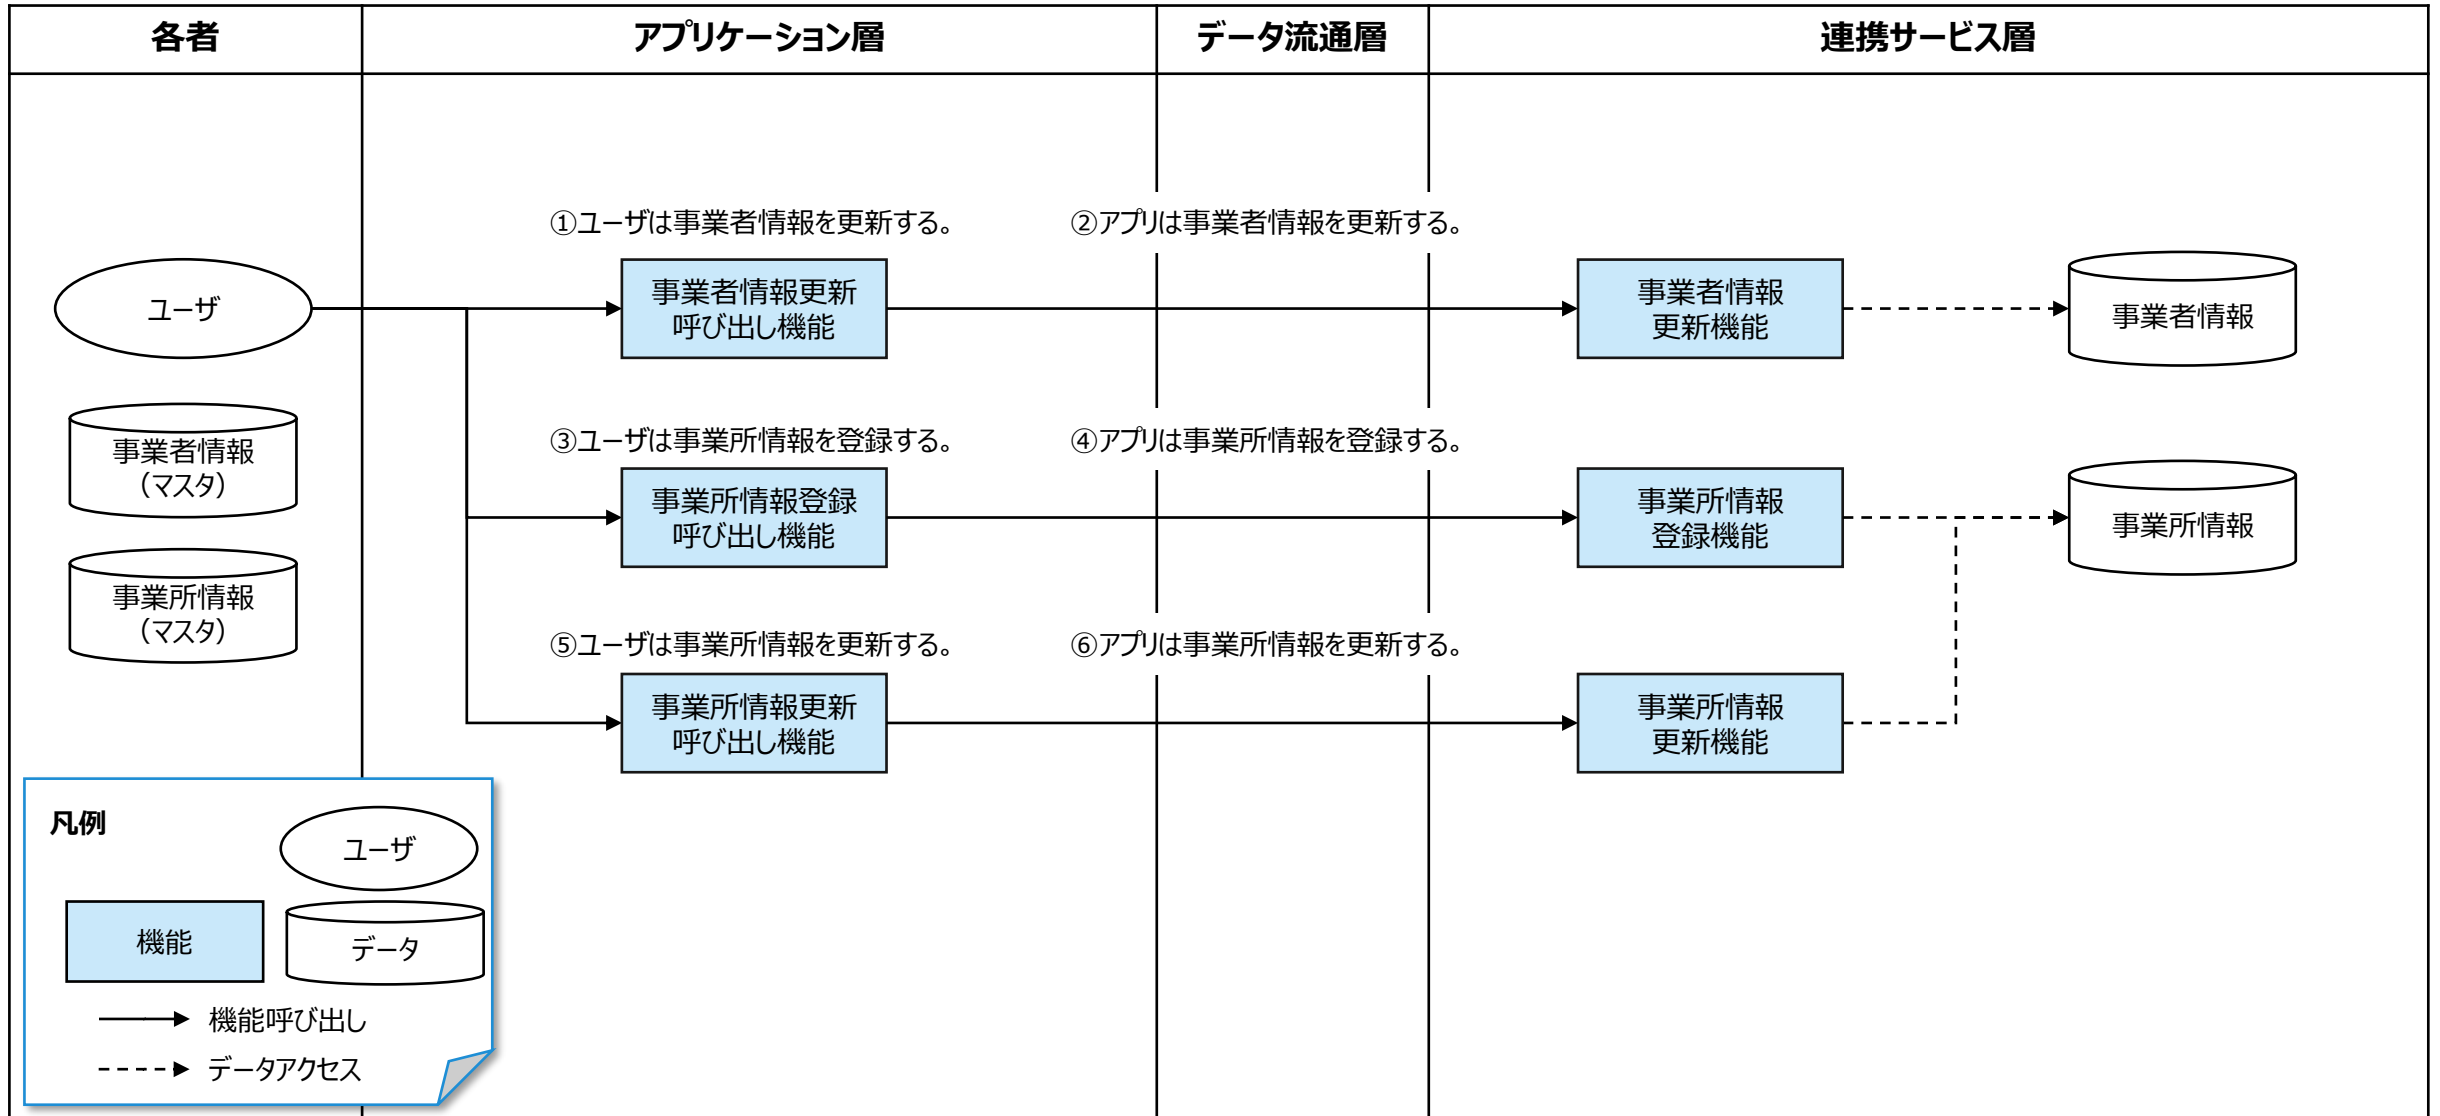 各者
アプリケーション層
データ流通層
連携サービス層
①ユーザは事業者情報を更新する。
②アプリは事業者情報を更新する。
ユーザ
事業者情報更新
呼び出し機能
事業者情報
更新機能
事業者情報
事業者情報
（マスタ）
③ユーザは事業所情報を登録する。
④アプリは事業所情報を登録する。
事業所情報登録
呼び出し機能
事業所情報
登録機能
事業所情報
事業所情報
（マスタ）
⑤ユーザは事業所情報を更新する。
⑥アプリは事業所情報を更新する。
事業所情報更新
呼び出し機能
事業所情報
更新機能
凡例
ユーザ
機能
データ
機能呼び出し
データアクセス